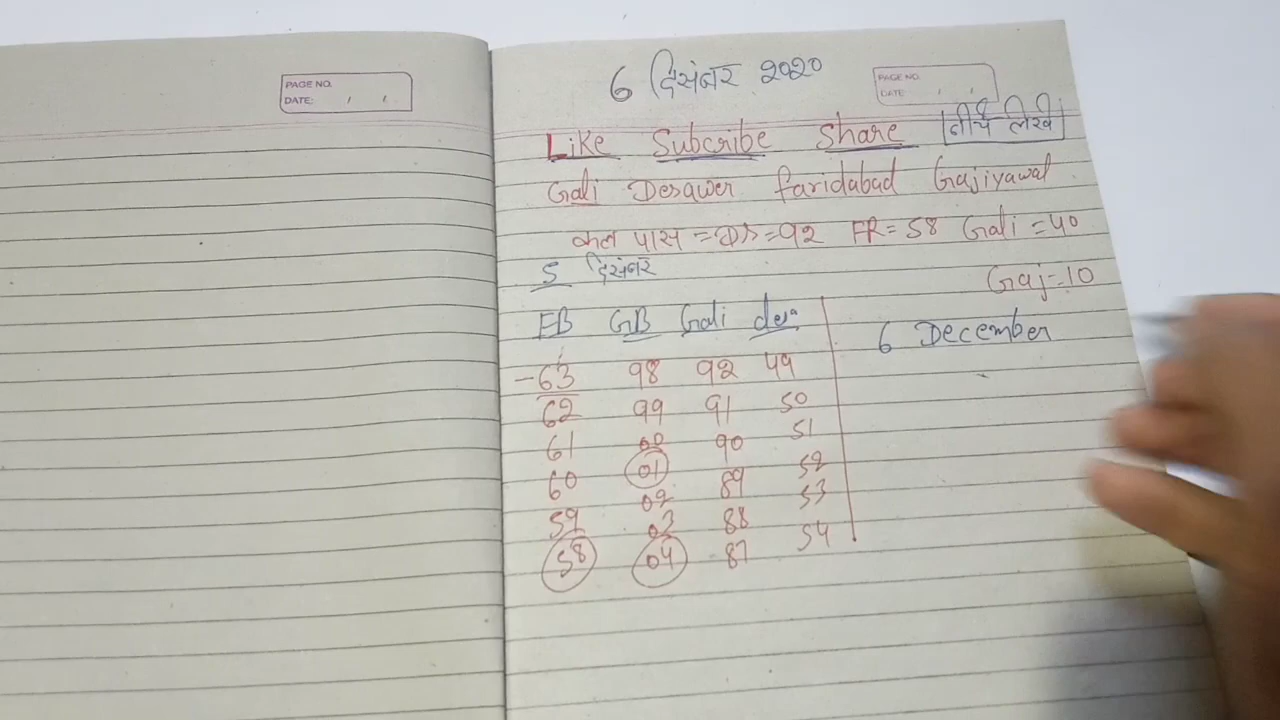 PAGE NO.
DATE:
PAGE NO.
DATE:
6 दिसंबर 2020
Like Subcribe Share नीचे लिखे
Gali Desawer faridabad Gajiyawal
कल पास = DS = 92 FR = 58 Gali = 40
5 दिसंबर Gaj = 10
FB GB Gali des
6 December
-63 98 92 49
62 99 91 50
61 00 90 51
60 01 89 52
59 02 88 53
58 03 87 54
04